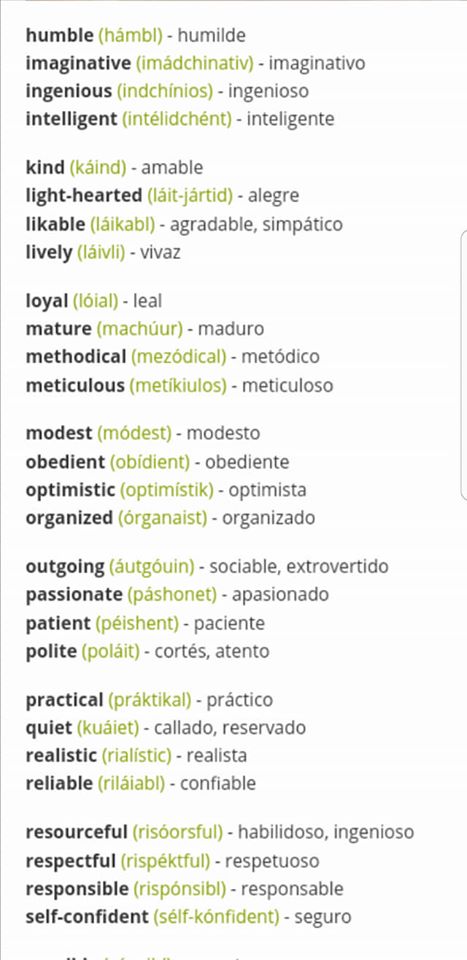 humble (hámbl) - humilde
imaginative (imádchinativ) - imaginativo
ingenious (indchínios) - ingenioso
intelligent (intélidchént) - inteligente
kind (káind) - amable
light-hearted (láit-jártid) - alegre
likable (láikabl) - agradable, simpático
lively (láivli) - vivaz
loyal (lóial) - leal
mature (machúur) - maduro
methodical (mezódical) - metódico
meticulous (metíkiulos) - meticuloso
modest (módest) - modesto
obedient (obídient) - obediente
optimistic (optimístik) - optimista
organized (órganaist) - organizado
outgoing (áutgóuin) - sociable, extrovertido
passionate (páshonet) - apasionado
patient (péishent) - paciente
polite (poláit) - cortés, atento
practical (práktikal) - práctico
quiet (kuáiet) - callado, reservado
realistic (rialístic) - realista
reliable (riláiabl) - confiable
resourceful (risóorsful) - habilidoso, ingenioso
respectful (rispéktful) - respetuoso
responsible (rispónsibl) - responsable
self-confident (sélf-kónfident) - seguro